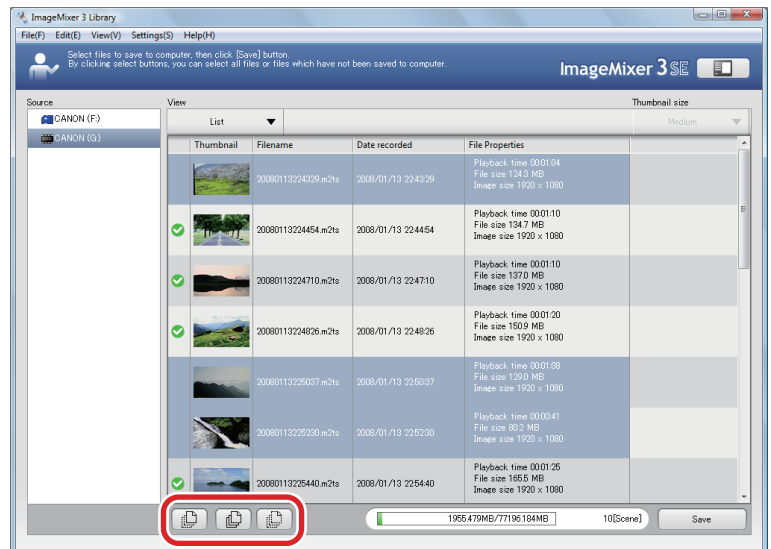 ImageMixer 3 Library
File(F) Edit(E) View(V) Settings(S) Help(H)
Select files to save to computer, then click [Save] button.
By clicking select buttons, you can select all files or files which have not been saved to computer.
ImageMixer 3 SE
Source
View
Thumbnail size
CANON (F:)
CANON (G:)
List
Medium
Thumbnail Filename Date recorded File Properties
20080113224329.m2ts 2008/01/13 22:43:29
Playback time 00:01:04
File size 124.3 MB
Image size 1920 × 1080
20080113224454.m2ts 2008/01/13 22:44:54
Playback time 00:01:10
File size 134.7 MB
Image size 1920 × 1080
20080113224710.m2ts 2008/01/13 22:47:10
Playback time 00:01:10
File size 137.0 MB
Image size 1920 × 1080
20080113224826.m2ts 2008/01/13 22:48:26
Playback time 00:01:20
File size 150.9 MB
Image size 1920 × 1080
20080113225037.m2ts 2008/01/13 22:50:37
Playback time 00:01:08
File size 129.0 MB
Image size 1920 × 1080
20080113225230.m2ts 2008/01/13 22:52:30
Playback time 00:00:41
File size 80.2 MB
Image size 1920 × 1080
20080113225440.m2ts 2008/01/13 22:54:40
Playback time 00:01:25
File size 165.5 MB
Image size 1920 × 1080
1955.479MB/77196.184MB
10[Scene]
Save